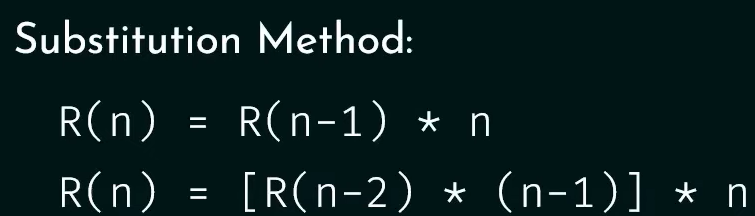 Substitution Method:
R(n) = R(n-1) * n
R(n) = [R(n-2) * (n-1)] * n